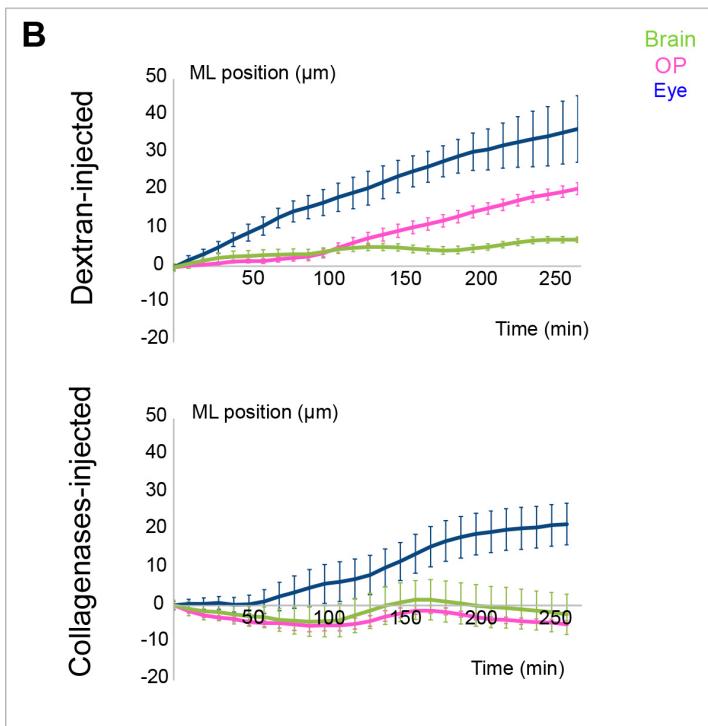 B
Brain
OP
Eye
Dextran-injected
ML position (µm)
50
40
30
20
10
0
-10
-20
50 100 150 200 250
Time (min)
Collagenases-injected
ML position (µm)
50
40
30
20
10
0
-10
-20
50 100 150 200 250
Time (min)